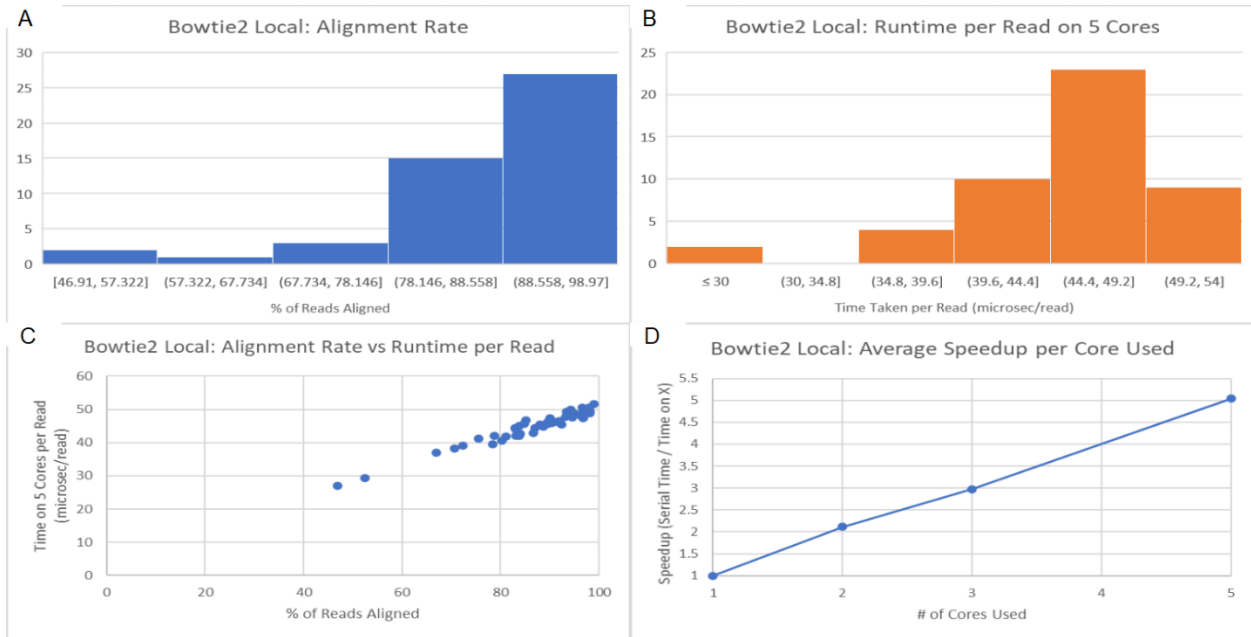 A
Bowtie2 Local: Alignment Rate
30
25
20
15
10
5
0
[46.91, 57.322] (57.322, 67.734] (67.734, 78.146] (78.146, 88.558] (88.558, 98.97]
% of Reads Aligned
B
Bowtie2 Local: Runtime per Read on 5 Cores
25
20
15
10
5
0
≤ 30 (30, 34.8] (34.8, 39.6] (39.6, 44.4] (44.4, 49.2] (49.2, 54]
Time Taken per Read (microsec/read)
C
Bowtie2 Local: Alignment Rate vs Runtime per Read
Time on 5 Cores per Read
(microsec/read)
60
50
40
30
20
10
0
0 20 40 60 80 100
% of Reads Aligned
D
Bowtie2 Local: Average Speedup per Core Used
Speedup (Serial Time / Time on X)
5.5
5
4.5
4
3.5
3
2.5
2
1.5
1
1 2 3 4 5
# of Cores Used